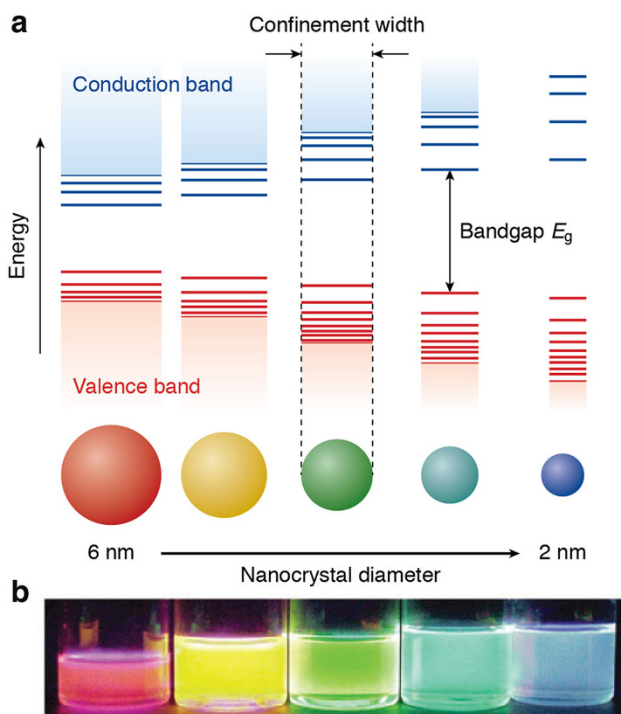 a
Confinement width
Conduction band
Energy
Bandgap Eg
Valence band
6 nm
2 nm
Nanocrystal diameter
b